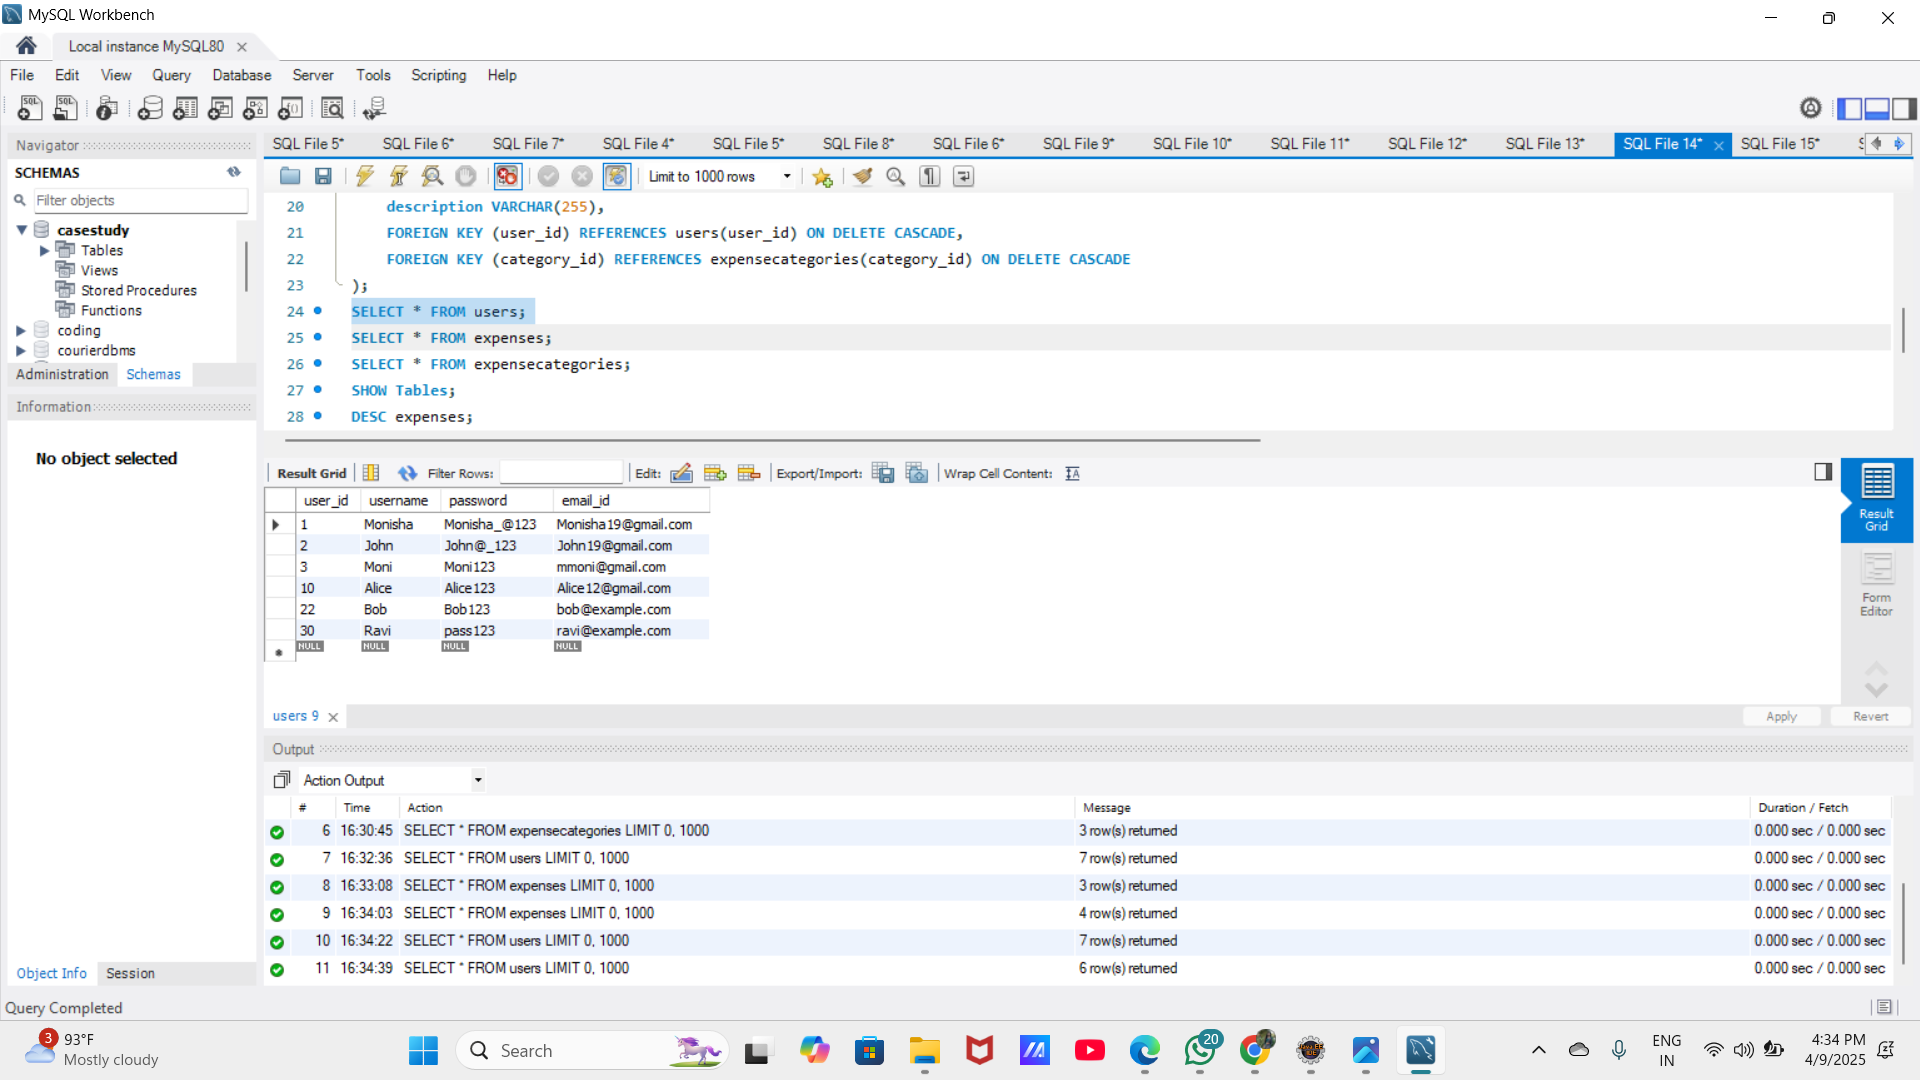 MySQL Workbench
Local instance MySQL80
File Edit View Query Database Server Tools Scripting Help
Navigator
SCHEMAS
Filter objects
casestudy
Tables
Views
Stored Procedures
Functions
coding
courierdbms
Administration Schemas
Information
No object selected
Object Info Session
SQL File 5* SQL File 6* SQL File 7* SQL File 4* SQL File 5* SQL File 8* SQL File 6* SQL File 9* SQL File 10* SQL File 11* SQL File 12* SQL File 13* SQL File 14* SQL File 15*
Limit to 1000 rows
20 description VARCHAR(255),
21 FOREIGN KEY (user_id) REFERENCES users(user_id) ON DELETE CASCADE,
22 FOREIGN KEY (category_id) REFERENCES expensecategories(category_id) ON DELETE CASCADE
23 );
24 SELECT * FROM users;
25 SELECT * FROM expenses;
26 SELECT * FROM expensecategories;
27 SHOW Tables;
28 DESC expenses;
Result Grid Filter Rows: Edit: Export/Import: Wrap Cell Content:
user_id username password email_id
1 Monisha Monisha_@123 Monisha19@gmail.com
2 John John@_123 John19@gmail.com
3 Moni Moni123 mmoni@gmail.com
10 Alice Alice123 Alice12@gmail.com
22 Bob Bob123 bob@example.com
30 Ravi pass123 ravi@example.com
NULL NULL NULL NULL
Result
Grid
Form
Editor
users 9
Apply Revert
Output
Action Output
# Time Action Message Duration / Fetch
6 16:30:45 SELECT * FROM expensecategories LIMIT 0, 1000 3 row(s) returned 0.000 sec / 0.000 sec
7 16:32:36 SELECT * FROM users LIMIT 0, 1000 7 row(s) returned 0.000 sec / 0.000 sec
8 16:33:08 SELECT * FROM expenses LIMIT 0, 1000 3 row(s) returned 0.000 sec / 0.000 sec
9 16:34:03 SELECT * FROM expenses LIMIT 0, 1000 4 row(s) returned 0.000 sec / 0.000 sec
10 16:34:22 SELECT * FROM users LIMIT 0, 1000 7 row(s) returned 0.000 sec / 0.000 sec
11 16:34:39 SELECT * FROM users LIMIT 0, 1000 6 row(s) returned 0.000 sec / 0.000 sec
Query Completed
3
93°F
Mostly cloudy
Search
20
ENG
IN
4:34 PM
4/9/2025